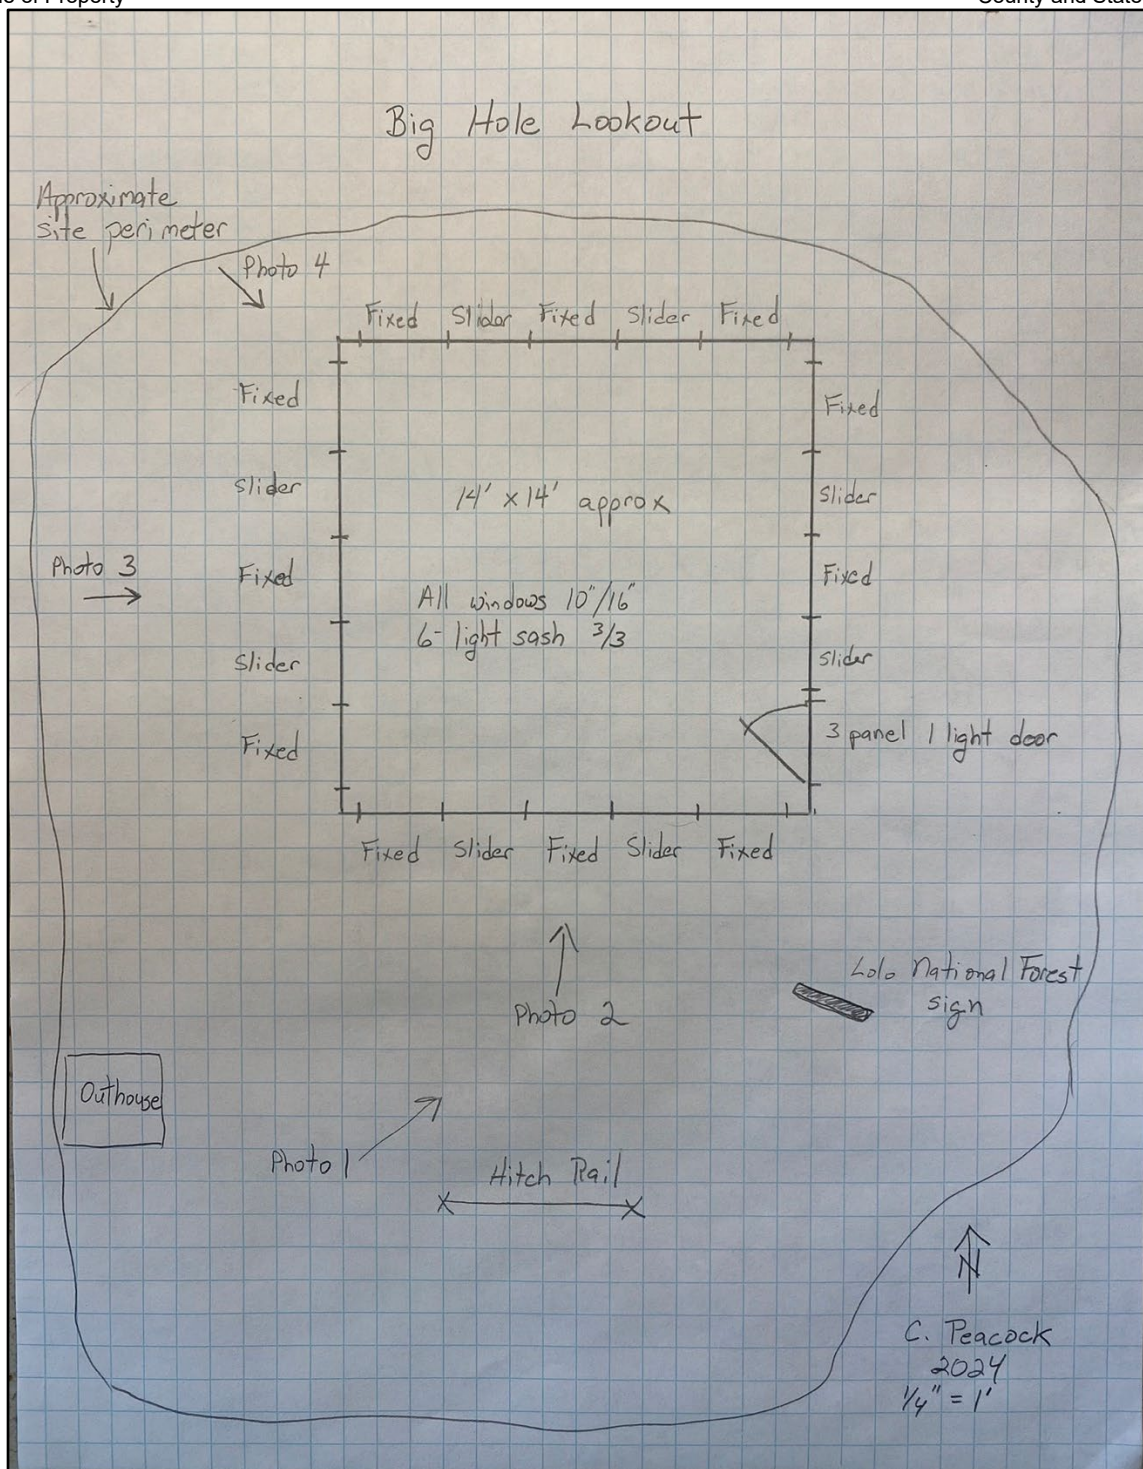 Big Hole Lookout
Approximate
site perimeter
Photo 4
Fixed Slider Fixed Slider Fixed
Fixed
Fixed
Slider
14' x 14' approx
Slider
Photo 3
Fixed
Fixed
All windows 10"/16"
6-light sash 3/3
Slider
Slider
Fixed
3 panel 1 light door
Fixed Slider Fixed Slider Fixed
Lolo National Forest
sign
Photo 2
Outhouse
Photo 1
Hitch Rail
N
C. Peacock
2024
1/4" = 1'